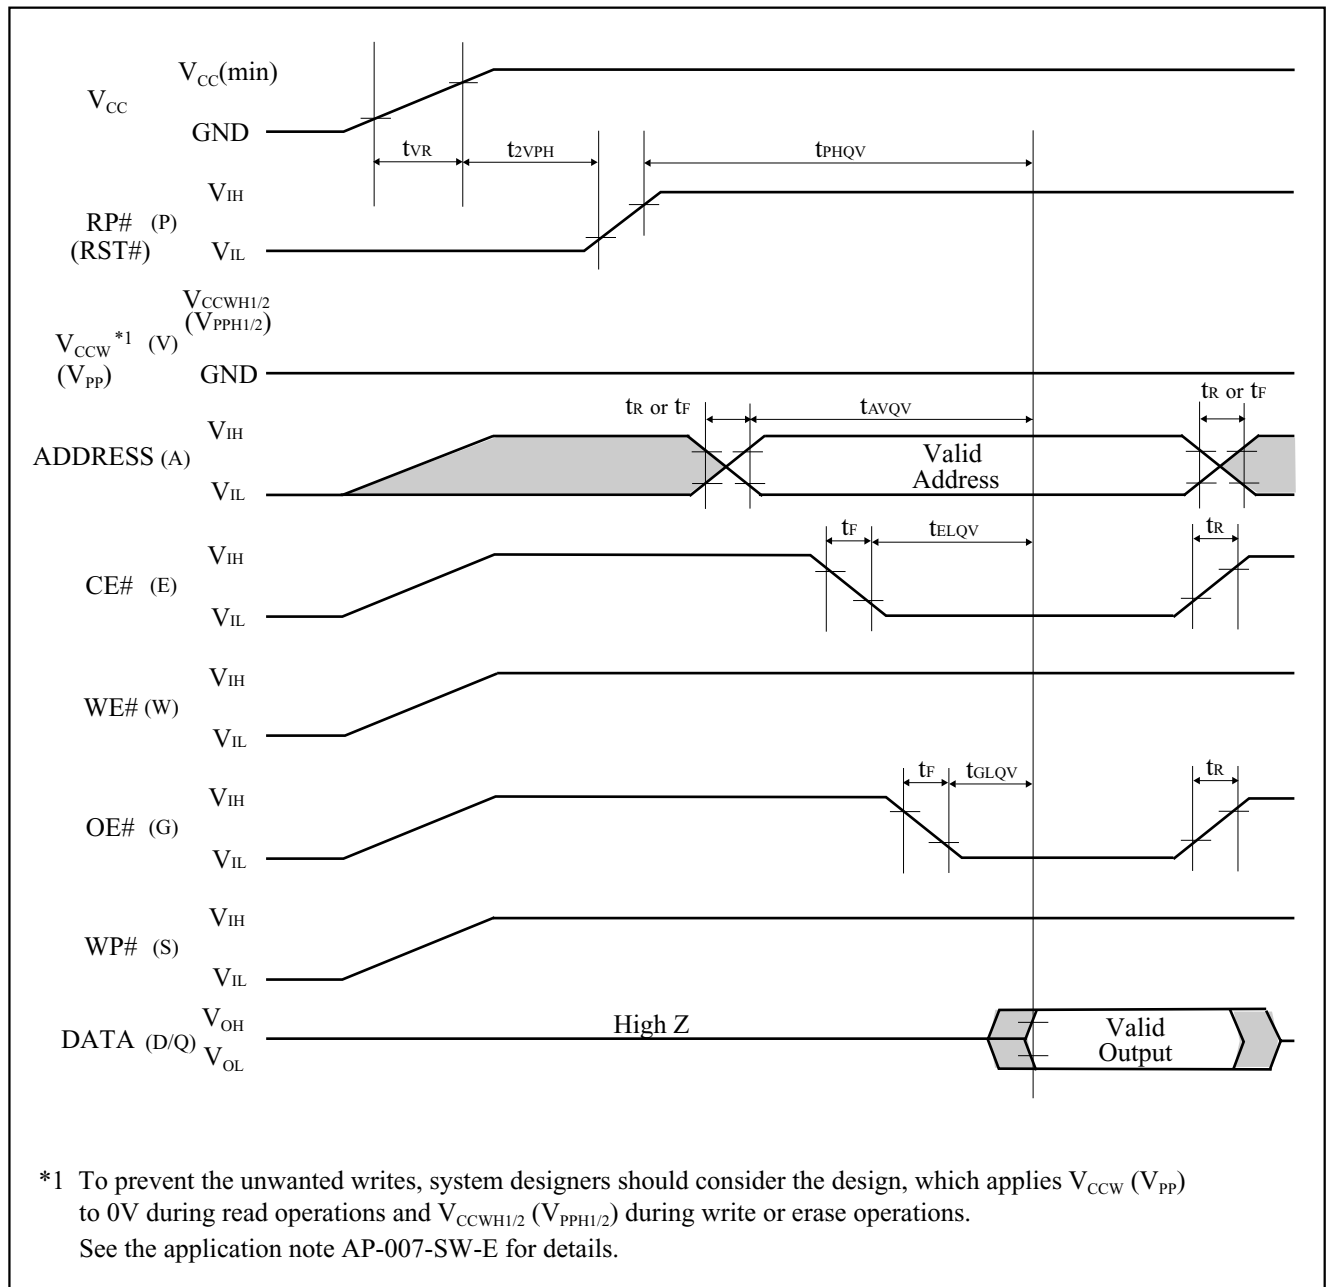 VCC(min)
VCC
GND
tVR
t2VPH
tPHQV
VIH
RP# (P)
(RST#)
VIL
VCCWH1/2
(VPPH1/2)
VCCW *1 (V)
(VPP)
GND
tR or tF
tAVQV
tR or tF
VIH
ADDRESS (A)
Valid
Address
VIL
tF
tELQV
tR
VIH
CE# (E)
VIL
VIH
WE# (W)
VIL
tF
tGLQV
tR
VIH
OE# (G)
VIL
VIH
WP# (S)
VIL
VOH
High Z
Valid
Output
DATA (D/Q)
VOL
*1 To prevent the unwanted writes, system designers should consider the design, which applies VCCW (VPP)
to 0V during read operations and VCCWH1/2 (VPPH1/2) during write or erase operations.
See the application note AP-007-SW-E for details.